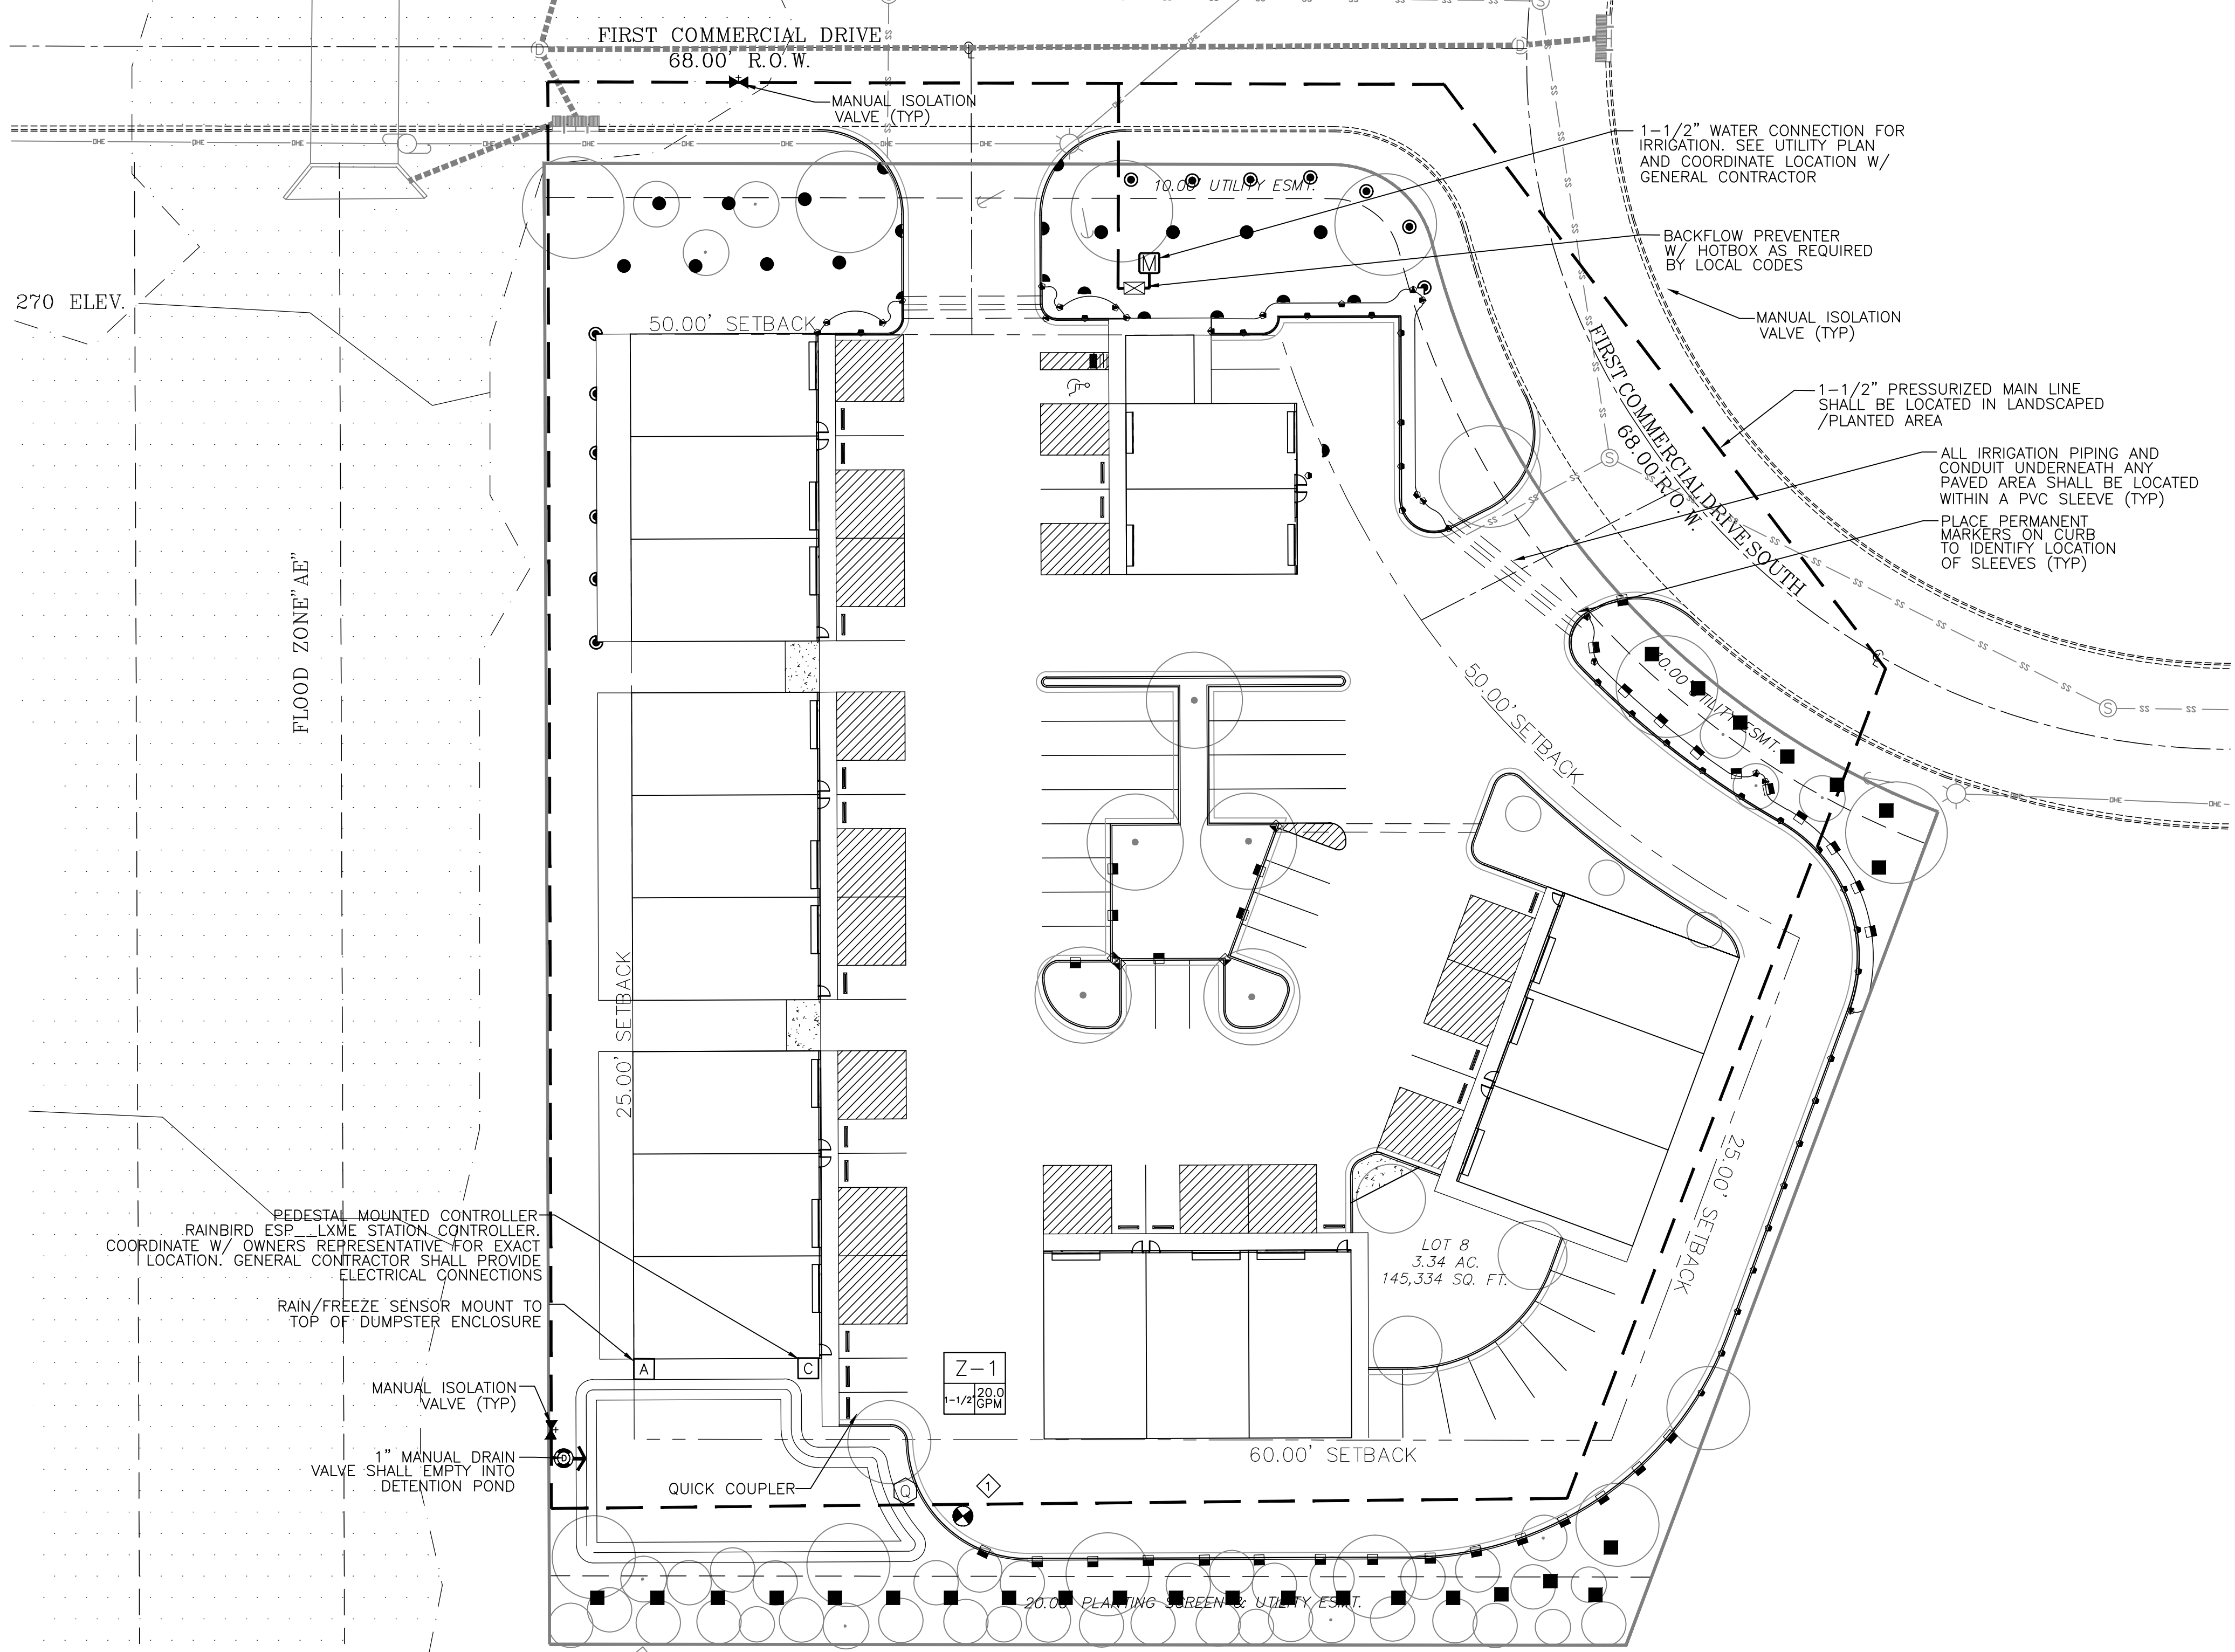 FIRST COMMERCIAL DRIVE
68.00' R.O.W.
MANUAL ISOLATION
VALVE (TYP)
1-1/2" WATER CONNECTION FOR
IRRIGATION. SEE UTILITY PLAN
AND COORDINATE LOCATION W/
GENERAL CONTRACTOR
10.00' UTILITY ESMT.
BACKFLOW PREVENTER
W/ HOTBOX AS REQUIRED
BY LOCAL CODES
M
270 ELEV.
50.00' SETBACK
MANUAL ISOLATION
VALVE (TYP)
FIRST COMMERCIAL DRIVE SOUTH
68.00' R.O.W.
1-1/2" PRESSURIZED MAIN LINE
SHALL BE LOCATED IN LANDSCAPED
/PLANTED AREA
ALL IRRIGATION PIPING AND
CONDUIT UNDERNEATH ANY
PAVED AREA SHALL BE LOCATED
WITHIN A PVC SLEEVE (TYP)
PLACE PERMANENT
MARKERS ON CURB
TO IDENTIFY LOCATION
OF SLEEVES (TYP)
FLOOD ZONE"AE"
10.00' UTILITY ESMT.
50.00' SETBACK
25.00' SETBACK
25.00' SETBACK
PEDESTAL MOUNTED CONTROLLER
RAINBIRD ESP__LXME STATION CONTROLLER.
COORDINATE W/ OWNERS REPRESENTATIVE FOR EXACT
LOCATION. GENERAL CONTRACTOR SHALL PROVIDE
ELECTRICAL CONNECTIONS
LOT 8
3.34 AC.
145,334 SQ. FT.
RAIN/FREEZE SENSOR MOUNT TO
TOP OF DUMPSTER ENCLOSURE
A
C
Z-1
1-1/2"
20.0
GPM
MANUAL ISOLATION
VALVE (TYP)
60.00' SETBACK
1" MANUAL DRAIN
VALVE SHALL EMPTY INTO
DETENTION POND
D
QUICK COUPLER
Q
1
20.00' PLANTING SCREEN & UTILITY ESMT.